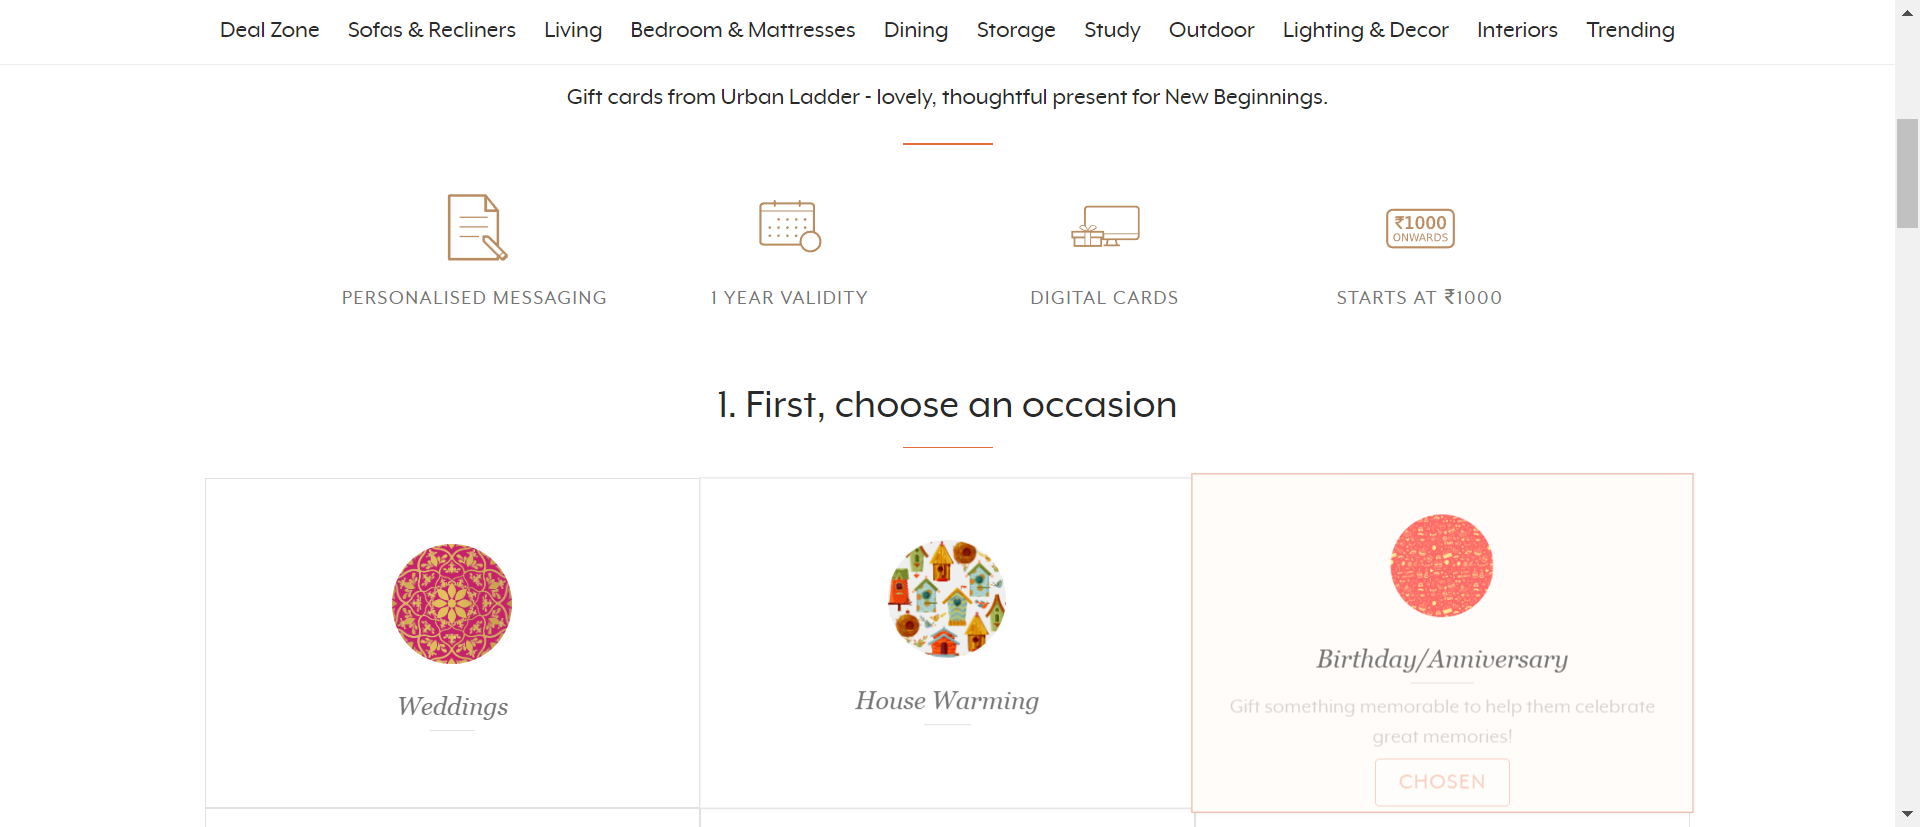 Deal Zone Sofas & Recliners Living Bedroom & Mattresses Dining Storage Study Outdoor Lighting & Decor Interiors Trending
Gift cards from Urban Ladder - lovely, thoughtful present for New Beginnings.
₹1000
ONWARDS
PERSONALISED MESSAGING 1 YEAR VALIDITY DIGITAL CARDS STARTS AT ₹1000
1. First, choose an occasion
Weddings
House Warming
Birthday/Anniversary
Gift something memorable to help them celebrate
great memories!
CHOSEN